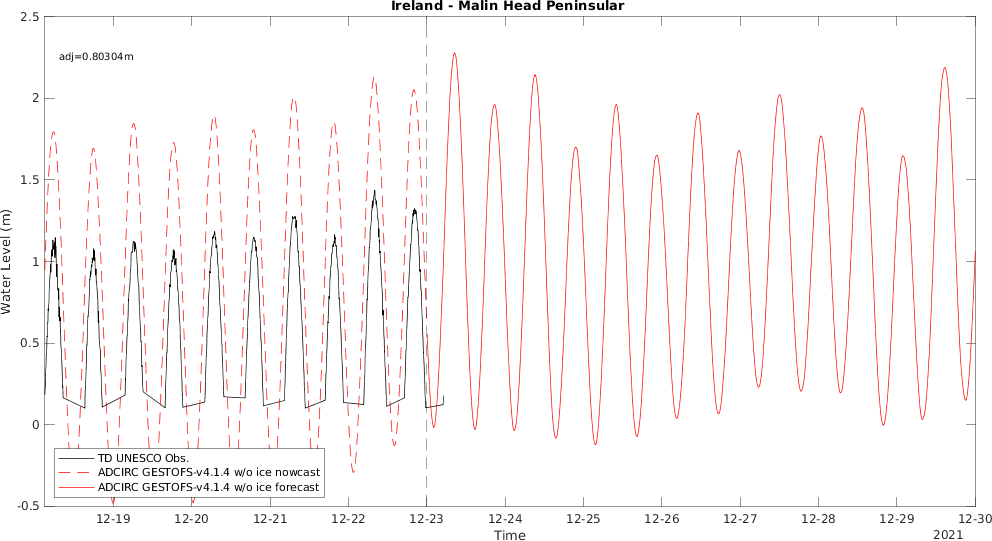 Ireland - Malin Head Peninsular
2.5
adj=0.80304m
2
1.5
Water Level (m)
1
0.5
0
TD UNESCO Obs.
ADCIRC GESTOFS-v4.1.4 w/o ice nowcast
ADCIRC GESTOFS-v4.1.4 w/o ice forecast
-0.5
12-19 12-20 12-21 12-22 12-23 12-24 12-25 12-26 12-27 12-28 12-29 12-30
Time 2021